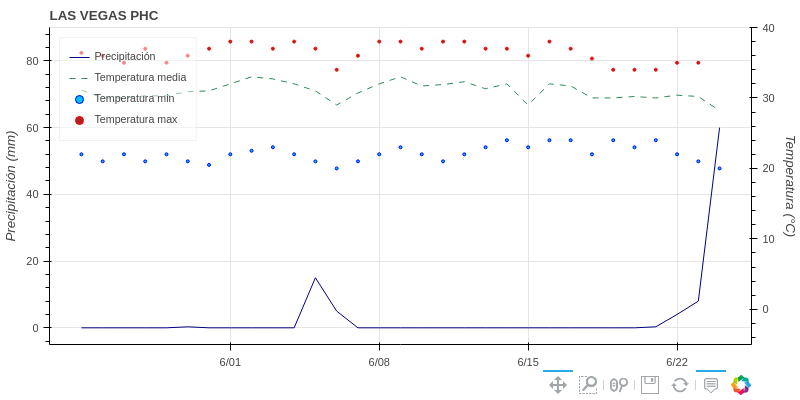 LAS VEGAS PHC
Precipitación
Temperatura media
Temperatura min
Temperatura max
Precipitación (mm)
80
60
40
20
0
40
30
20
10
0
Temperatura (°C)
6/01
6/08
6/15
6/22